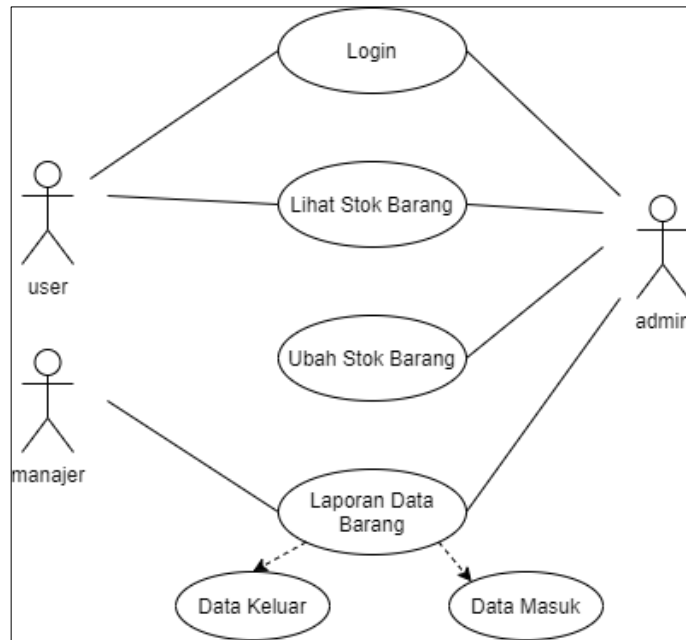 Login
Lihat Stok Barang
user
admin
Ubah Stok Barang
manajer
Laporan Data
Barang
Data Keluar
Data Masuk